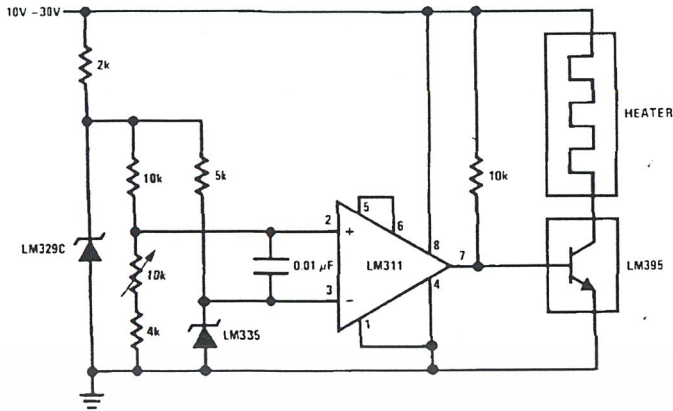 10V –30V
2k
HEATER
10k
5k
10k
5
6
2
+
8
LM329C
10k
0.01 μF
LM311
7
LM395
3
−
4
4k
LM335
1